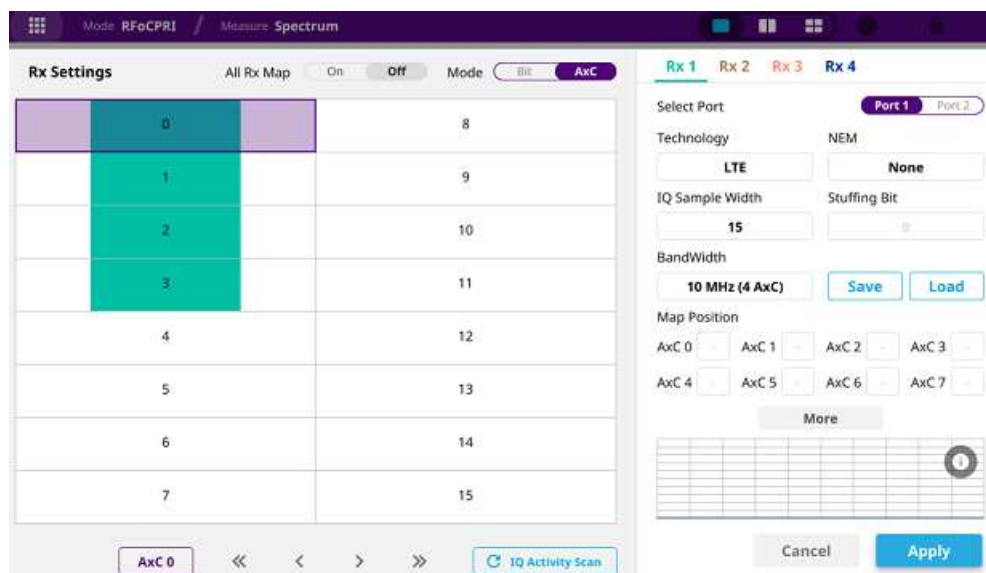 Mode RFoCPRI / Measure Spectrum
Rx Settings
All Rx Map On Off Mode Bit AxC
0 8
1 9
2 10
3 11
4 12
5 13
6 14
7 15
AxC 0 « < > » IQ Activity Scan
Rx 1 Rx 2 Rx 3 Rx 4
Select Port Port 1 Port 2
Technology NEM
LTE None
IQ Sample Width Stuffing Bit
15 0
BandWidth
10 MHz (4 AxC) Save Load
Map Position
AxC 0 - AxC 1 - AxC 2 - AxC 3 -
AxC 4 - AxC 5 - AxC 6 - AxC 7 -
More
Cancel Apply